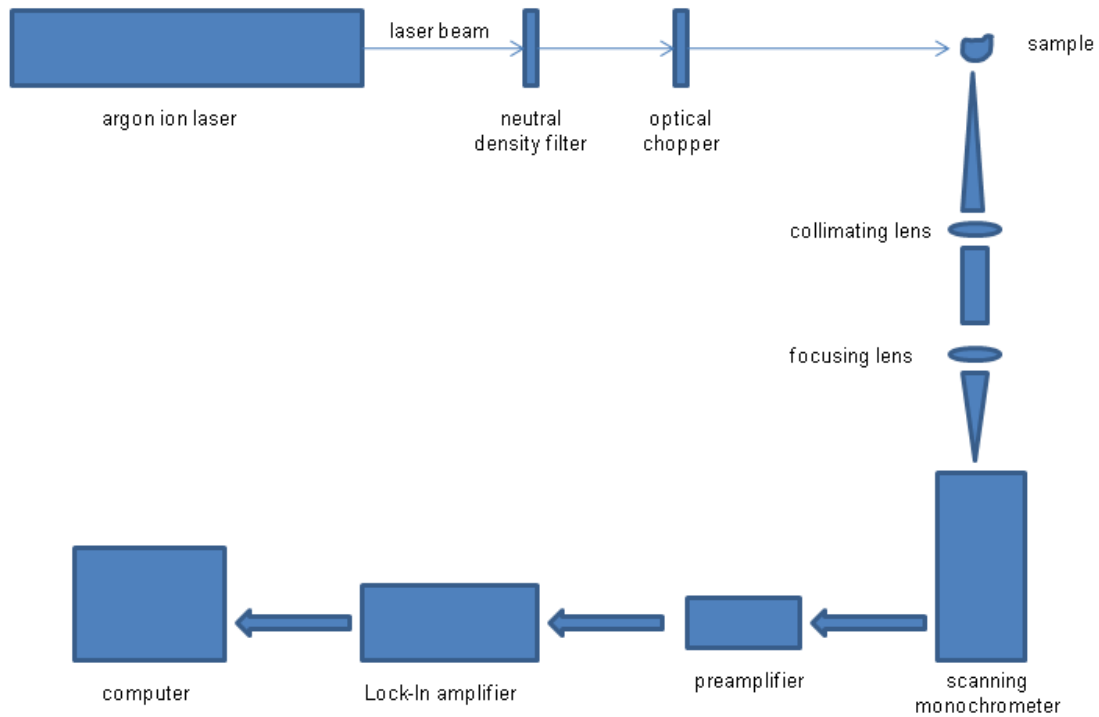 laser beam
sample
argon ion laser
neutral
density filter
optical
chopper
collimating lens
focusing lens
computer
Lock-In amplifier
preamplifier
scanning
monochrometer